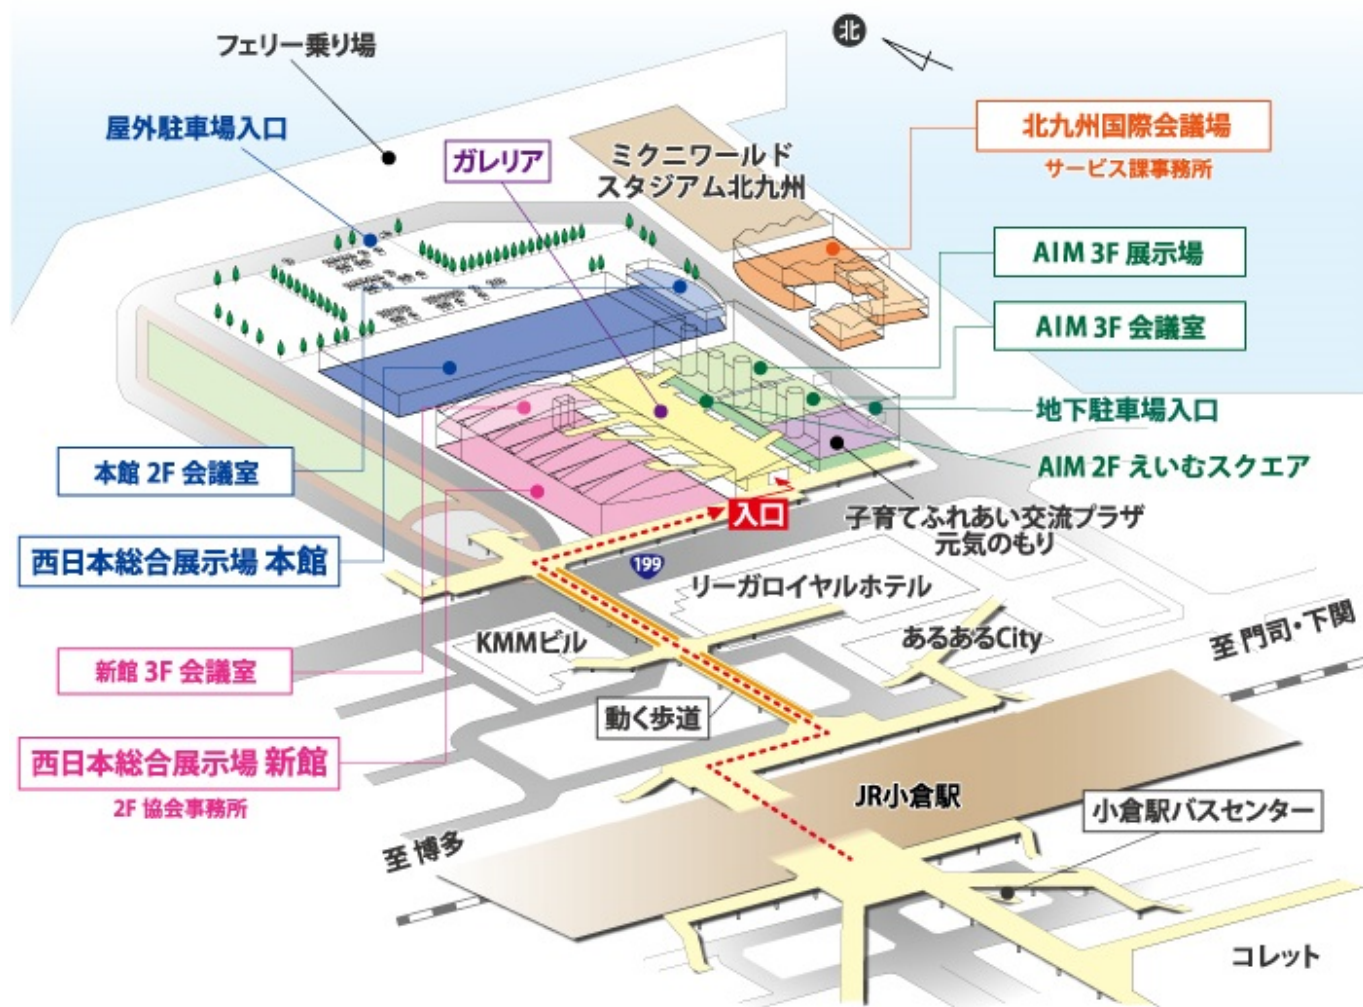 北
フェリー乗り場
屋外駐車場入口
ガレリア
ミクニワールド
スタジアム北九州
北九州国際会議場
サービス課事務所
AIM 3F 展示場
AIM 3F 会議室
地下駐車場入口
AIM 2F えいむスクエア
本館 2F 会議室
入口
子育てふれあい交流プラザ
元気のもり
西日本総合展示場 本館
199
リーガロイヤルホテル
KMMビル
あるあるCity
至 門司・下関
新館 3F 会議室
動く歩道
西日本総合展示場 新館
2F 協会事務所
JR小倉駅
小倉駅バスセンター
至 博多
コレット